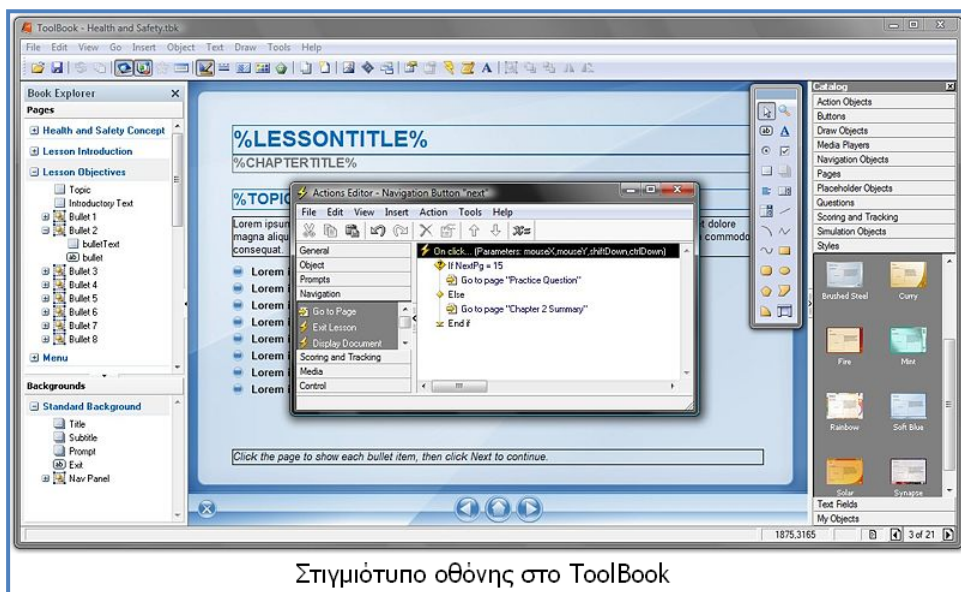 ToolBook - Health and Safety.tbk
File Edit View Go Insert Object Text Draw Tools Help
Book Explorer
Pages
Health and Safety Concept
Lesson Introduction
Lesson Objectives
Topic
Introductory Text
Bullet 1
Bullet 2
bulletText
bullet
Bullet 3
Bullet 4
Bullet 5
Bullet 6
Bullet 7
Bullet 8
Menu
Backgrounds
Standard Background
Title
Subtitle
Prompt
Exit
Nav Panel
%LESSONTITLE%
%CHAPTERTITLE%
%TOPIC
Lorem ipsum
magna aliqu
consequat.
t dolore
commodo
Lorem i
Lorem i
Lorem i
Lorem i
Lorem i
Lorem i
Lorem i
Lorem i
Click the page to show each bullet item, then click Next to continue.
Actions Editor - Navigation Button "next"
File Edit View Insert Action Tools Help
General
Object
Prompts
Navigation
Go to Page
Exit Lesson
Display Document
Scoring and Tracking
Media
Control
On click... (Parameters: mouseX,mouseY,shiftDown,ctrlDown)
If NextPg = 15
Go to page "Practice Question"
Else
Go to page "Chapter 2 Summary"
End if
Catalog
Action Objects
Buttons
Draw Objects
Media Players
Navigation Objects
Pages
Placeholder Objects
Questions
Scoring and Tracking
Simulation Objects
Styles
Brushed Steel Curry
Fire Mint
Rainbow Soft Blue
Solar Synapse
Text Fields
My Objects
1875,3165 3 of 21
Στιγμιότυπο οθόνης στο ToolBook